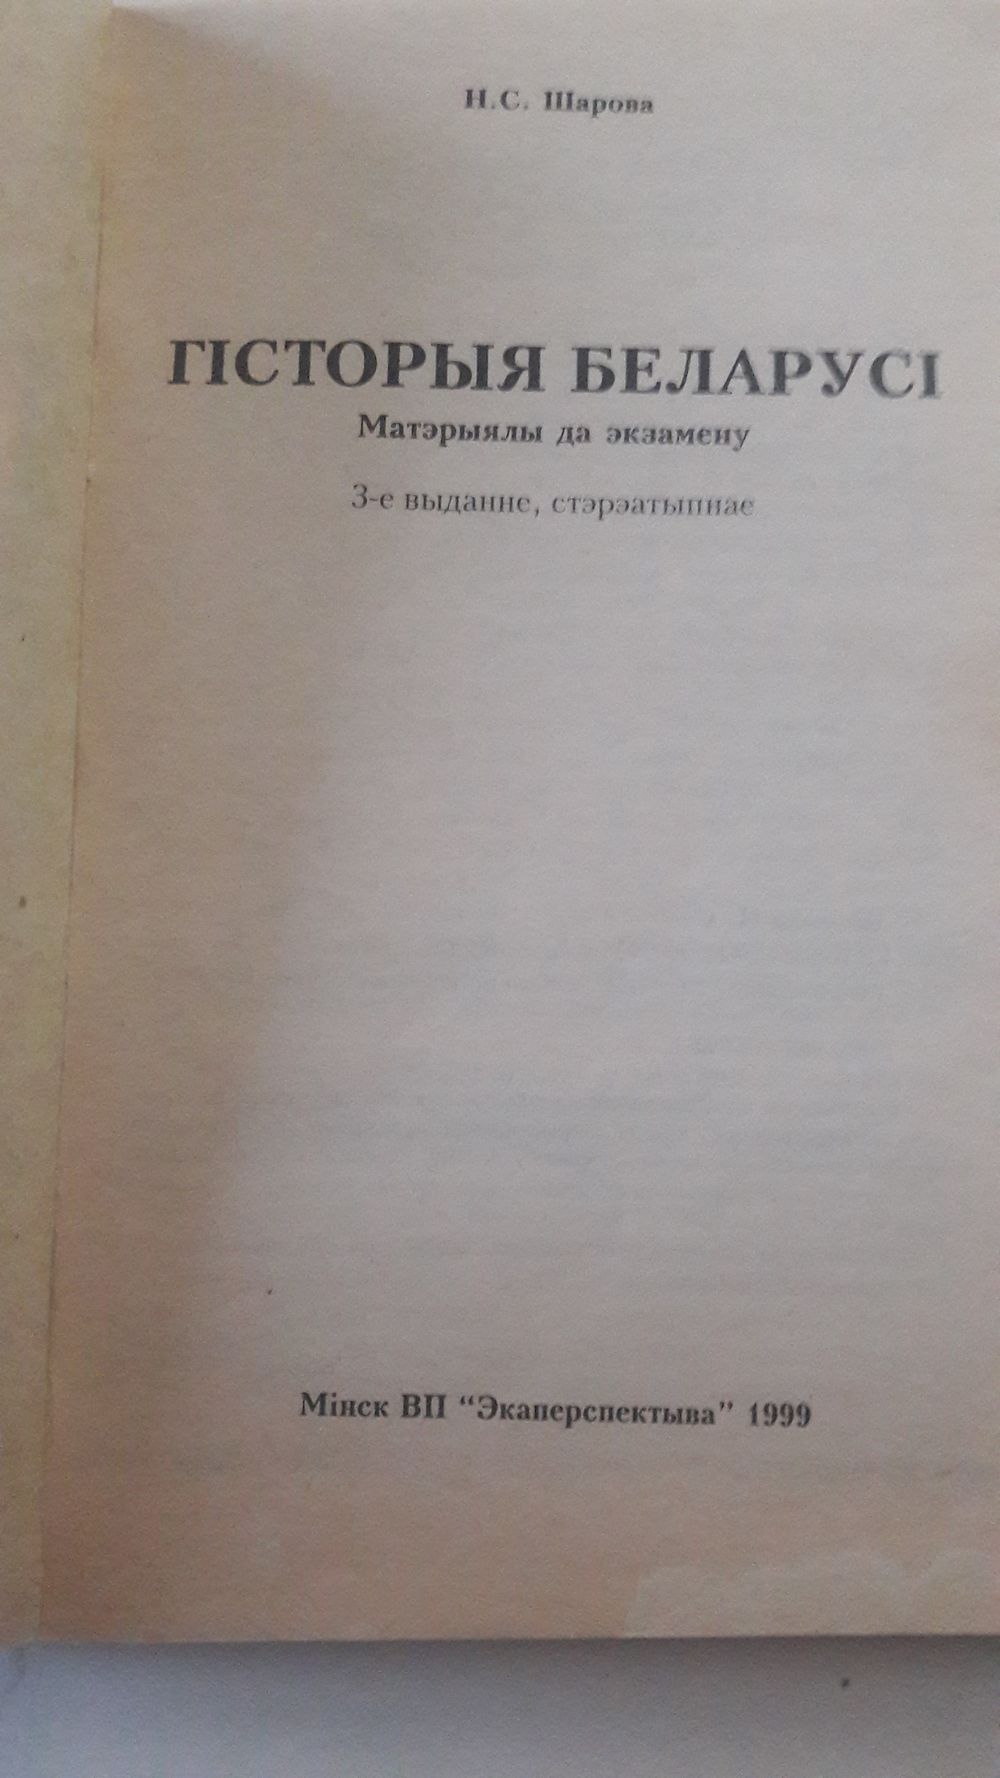 Н.С. Шарова
ГІСТОРЫЯ БЕЛАРУСІ
Матэрыялы да экзамену
3-е выданне, стэрэатыпнае
Мінск ВП “Экаперспектыва” 1999